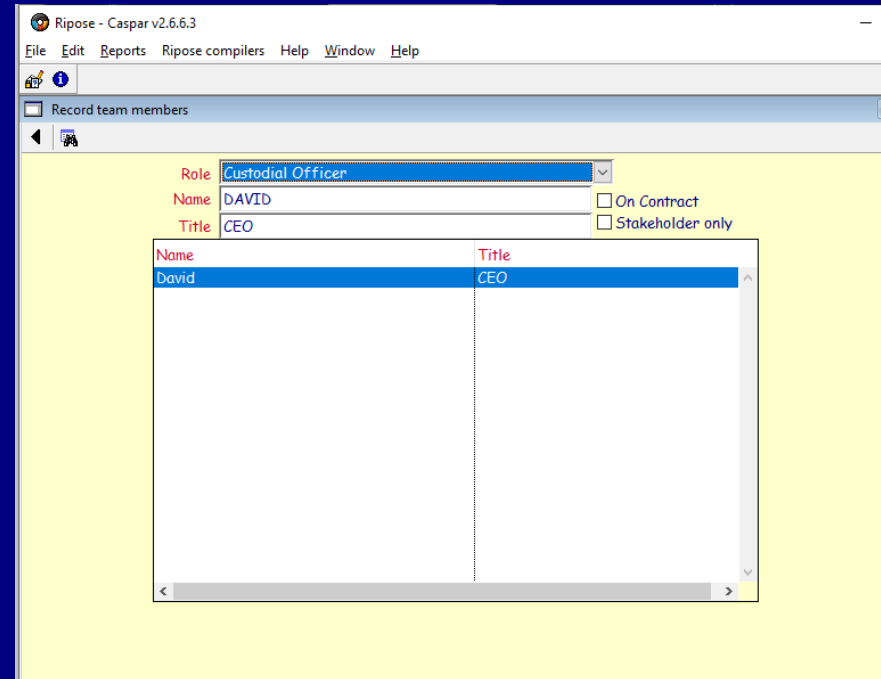 Ripose - Caspar v2.6.6.3
File Edit Reports Ripose compilers Help Window Help
Record team members
Role Custodial Officer
Name DAVID On Contract
Title CEO Stakeholder only
Name Title
David CEO